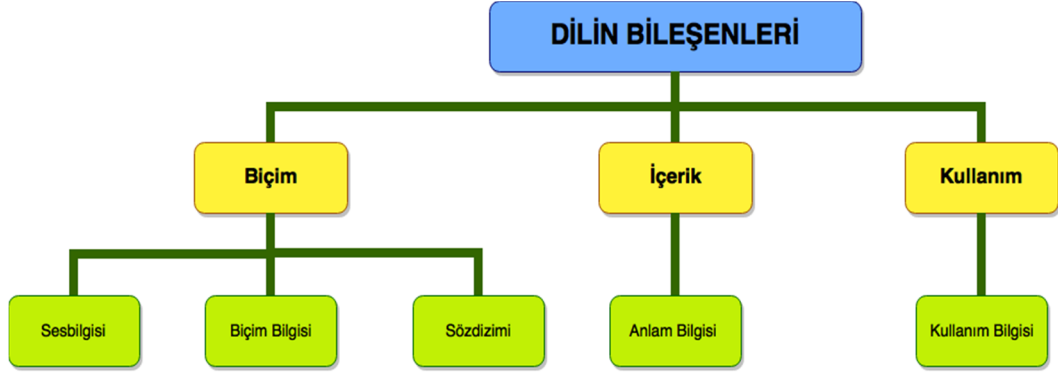 DİLİN BİLEŞENLERİ
Biçim
İçerik
Kullanım
Sesbilgisi
Biçim Bilgisi
Sözdizimi
Anlam Bilgisi
Kullanım Bilgisi